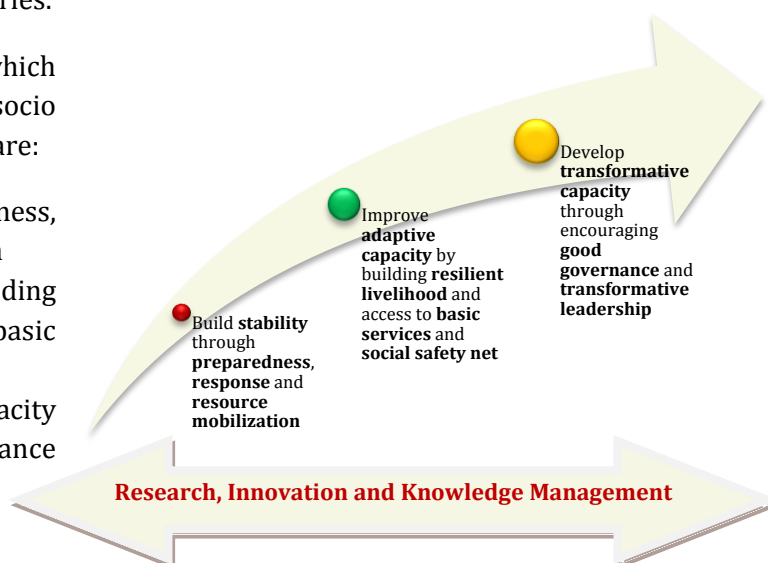 ries.
which
socio
are:
ness,
ding
basic
acity
ance
Develop
transformative
capacity
through
encouraging
good
governance and
transformative
leadership
Improve
adaptive
capacity by
building resilient
livelihood and
access to basic
services and
social safety net
Build stability
through
preparedness,
response and
resource
mobilization
Research, Innovation and Knowledge Management